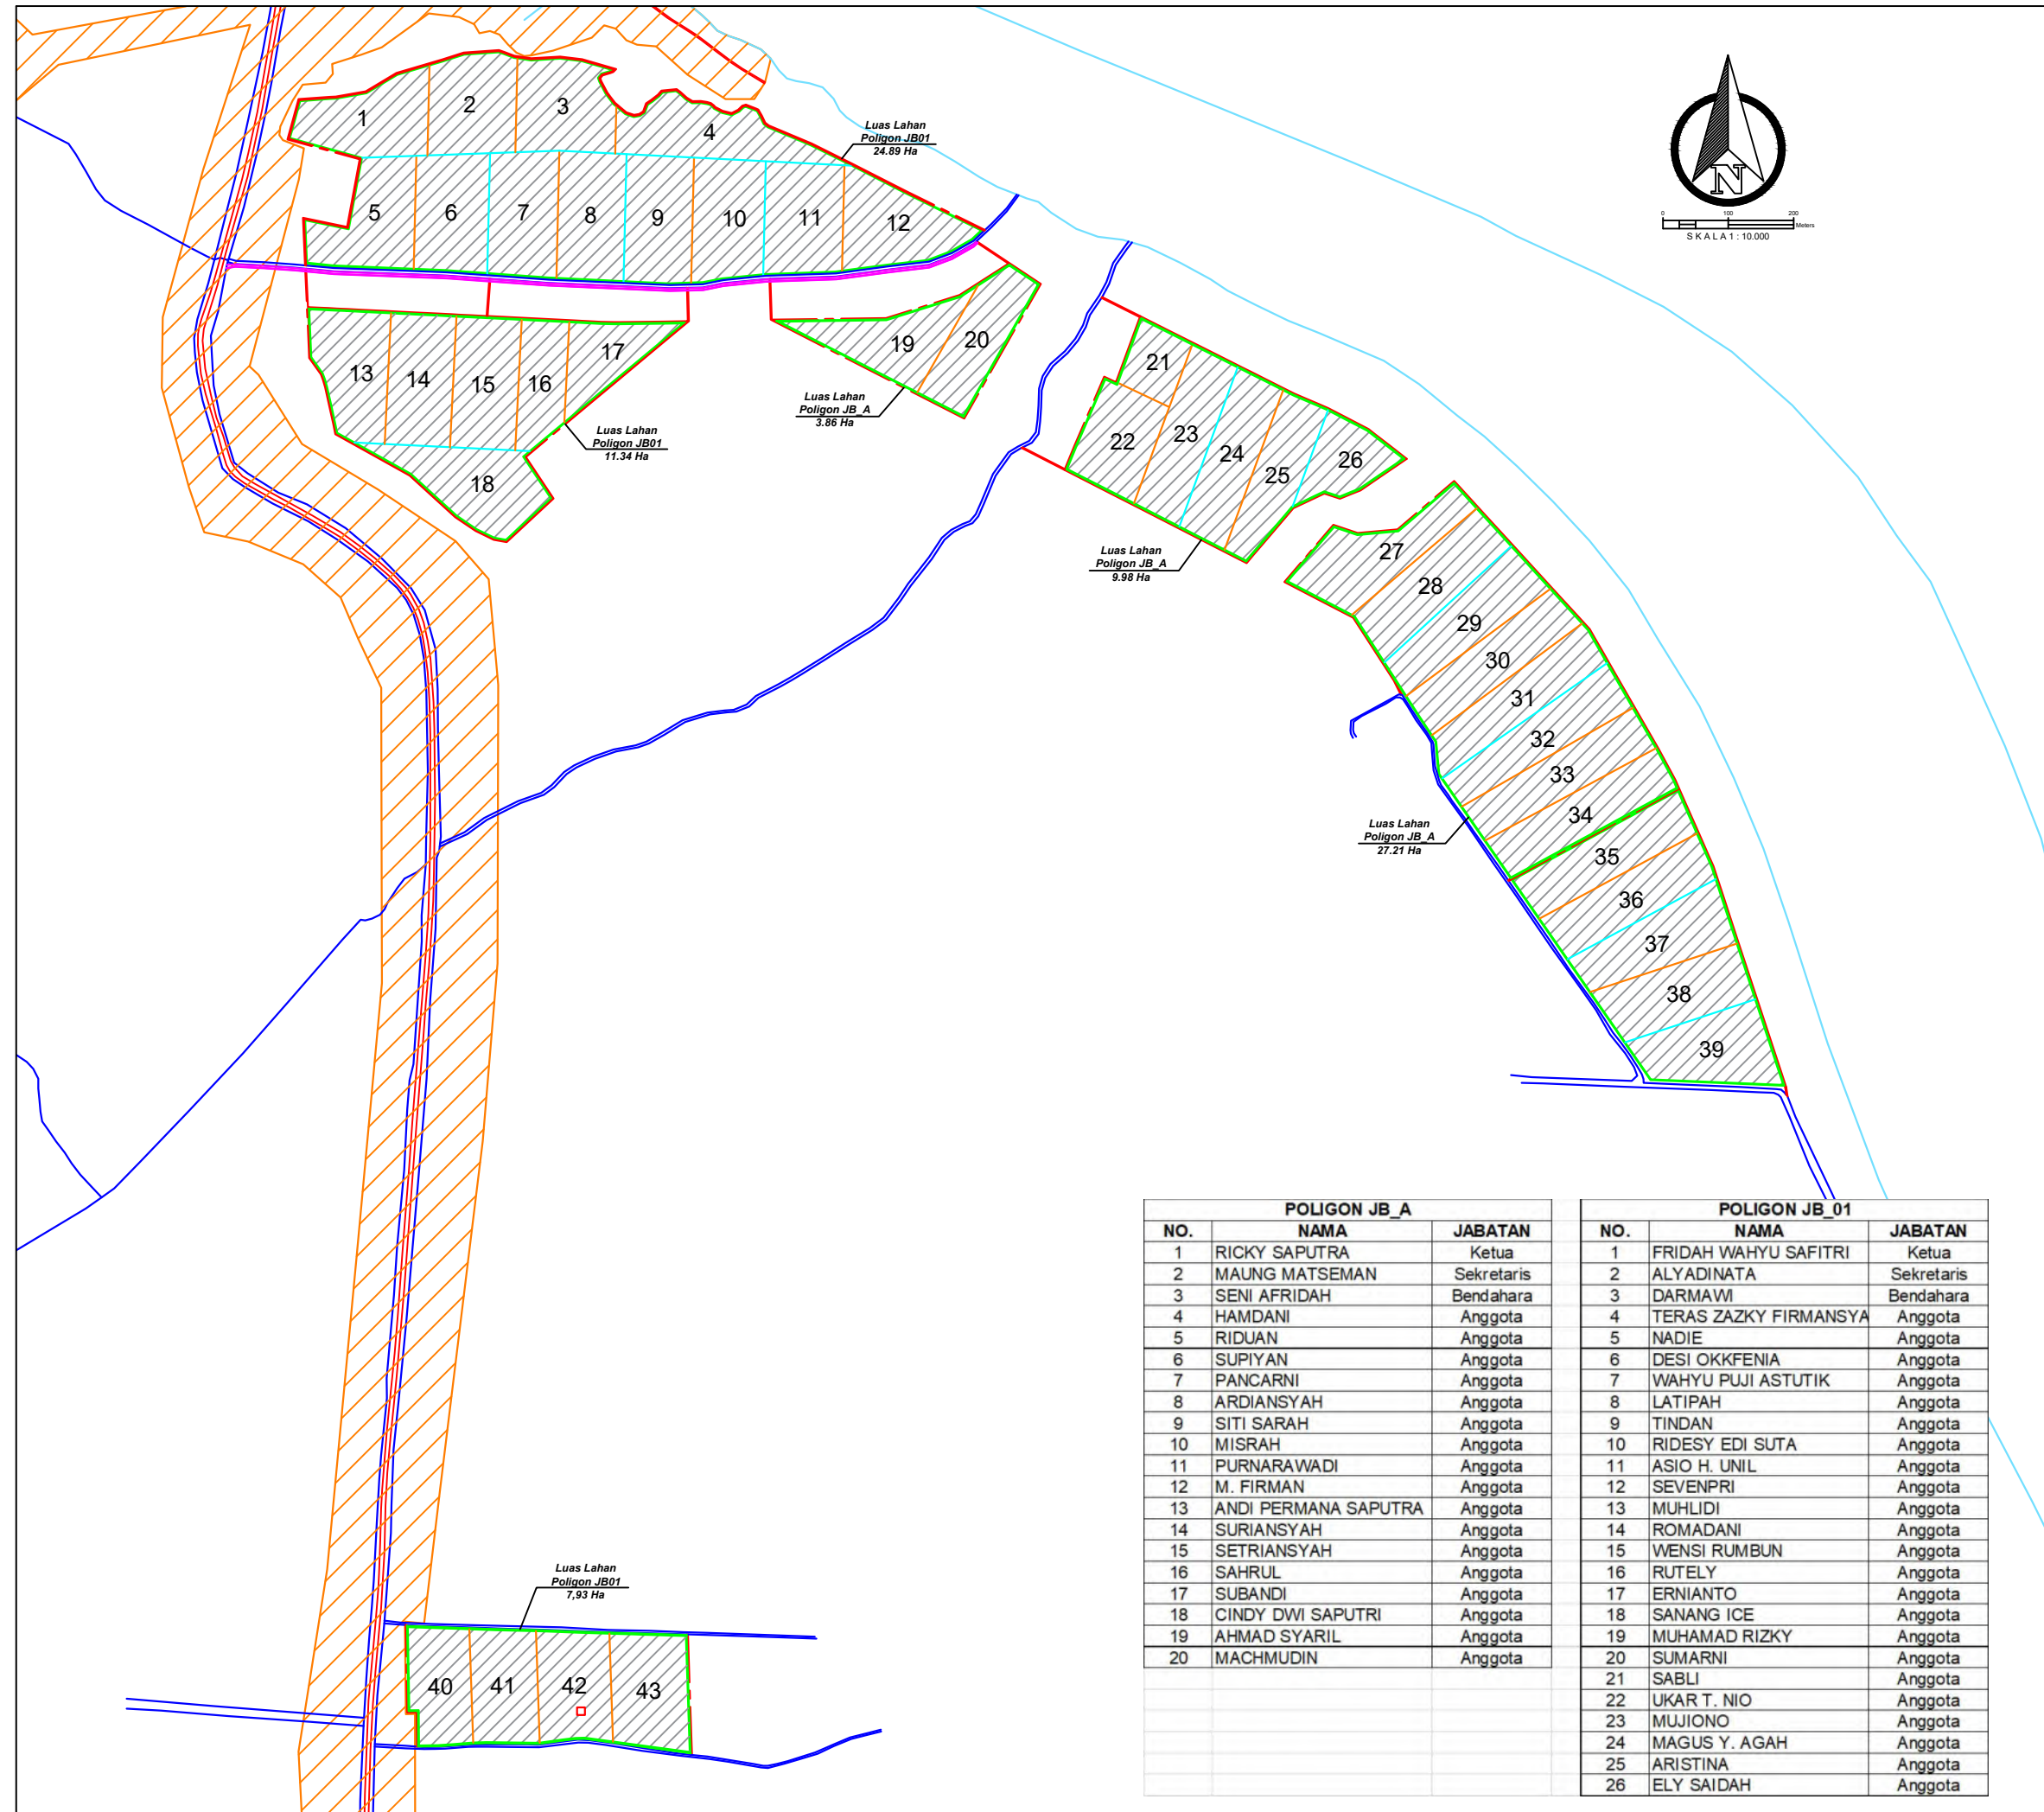 1
2
3
4
Luas Lahan
Poligon JB01
24.89 Ha
5
6
7
8
9
10
11
12
N
0 100 200
Meters
SKALA 1 : 10.000
13
14
15
16
17
18
Luas Lahan
Poligon JB01
11.34 Ha
19
20
Luas Lahan
Poligon JB_A
3.86 Ha
21
22
23
24
25
26
Luas Lahan
Poligon JB_A
9.98 Ha
27
28
29
30
31
32
33
34
35
36
37
38
39
Luas Lahan
Poligon JB_A
27.21 Ha
Luas Lahan
Poligon JB01
7,93 Ha
40
41
42
43
POLIGON JB_A
NO. NAMA JABATAN
1 RICKY SAPUTRA Ketua
2 MAUNG MATSEMAN Sekretaris
3 SENI AFRIDAH Bendahara
4 HAMDANI Anggota
5 RIDUAN Anggota
6 SUPIYAN Anggota
7 PANCARNI Anggota
8 ARDIANSYAH Anggota
9 SITI SARAH Anggota
10 MISRAH Anggota
11 PURNARAWADI Anggota
12 M. FIRMAN Anggota
13 ANDI PERMANA SAPUTRA Anggota
14 SURIANSYAH Anggota
15 SETRIANSYAH Anggota
16 SAHRUL Anggota
17 SUBANDI Anggota
18 CINDY DWI SAPUTRI Anggota
19 AHMAD SYARIL Anggota
20 MACHMUDIN Anggota
POLIGON JB_01
NO. NAMA JABATAN
1 FRIDAH WAHYU SAFITRI Ketua
2 ALYADINATA Sekretaris
3 DARMAWI Bendahara
4 TERAS ZAZKY FIRMANSYA Anggota
5 NADIE Anggota
6 DESI OKKFENIA Anggota
7 WAHYU PUJI ASTUTIK Anggota
8 LATIPAH Anggota
9 TINDAN Anggota
10 RIDESY EDI SUTA Anggota
11 ASIO H. UNIL Anggota
12 SEVENPRI Anggota
13 MUHLIDI Anggota
14 ROMADANI Anggota
15 WENSI RUMBUN Anggota
16 RUTELY Anggota
17 ERNIANTO Anggota
18 SANANG ICE Anggota
19 MUHAMAD RIZKY Anggota
20 SUMARNI Anggota
21 SABLI Anggota
22 UKAR T. NIO Anggota
23 MUJIONO Anggota
24 MAGUS Y. AGAH Anggota
25 ARISTINA Anggota
26 ELY SAIDAH Anggota